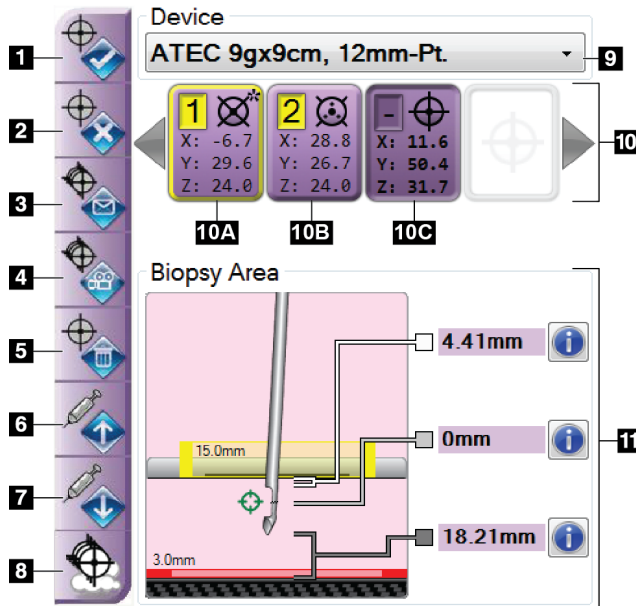 Device
1
ATEC 9gx9cm, 12mm-Pt.
9
2
1
X: -6.7
Y: 29.6
Z: 24.0
2
X: 28.8
Y: 26.7
Z: 24.0
-
X: 11.6
Y: 50.4
Z: 31.7
10
3
10A
10B
10C
4
Biopsy Area
5
4.41mm
i
6
15.0mm
0mm
i
11
7
18.21mm
i
8
3.0mm